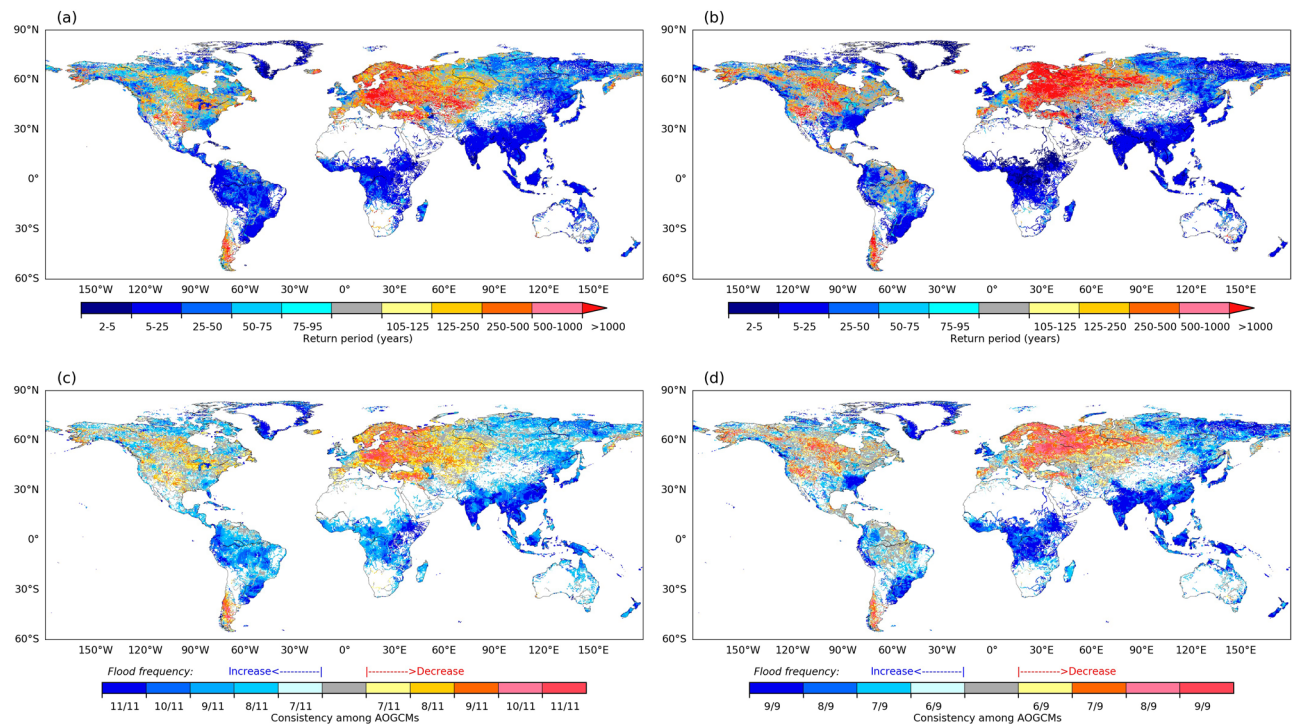 (a)
90°N
60°N
30°N
0°
30°S
60°S
150°W 120°W 90°W 60°W 30°W 0° 30°E 60°E 90°E 120°E 150°E
2-5 5-25 25-50 50-75 75-95 105-125 125-250 250-500 500-1000 >1000
Return period (years)
(b)
90°N
60°N
30°N
0°
30°S
60°S
150°W 120°W 90°W 60°W 30°W 0° 30°E 60°E 90°E 120°E 150°E
2-5 5-25 25-50 50-75 75-95 105-125 125-250 250-500 500-1000 >1000
Return period (years)
(c)
90°N
60°N
30°N
0°
30°S
60°S
150°W 120°W 90°W 60°W 30°W 0° 30°E 60°E 90°E 120°E 150°E
Flood frequency: Increase<----------| |---------->Decrease
11/11 10/11 9/11 8/11 7/11 7/11 8/11 9/11 10/11 11/11
Consistency among AOGCMs
(d)
90°N
60°N
30°N
0°
30°S
60°S
150°W 120°W 90°W 60°W 30°W 0° 30°E 60°E 90°E 120°E 150°E
Flood frequency: Increase<----------| |---------->Decrease
9/9 8/9 7/9 6/9 6/9 7/9 8/9 9/9
Consistency among AOGCMs